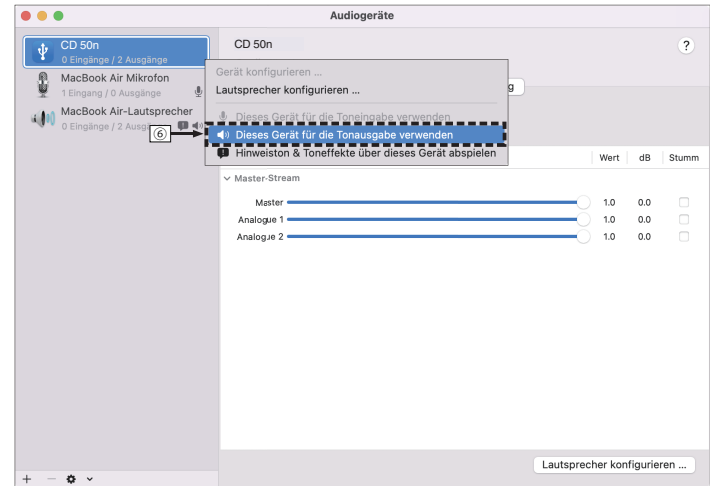 Audiogeräte
CD 50n
0 Eingänge / 2 Ausgänge
MacBook Air Mikrofon
1 Eingang / 0 Ausgänge
MacBook Air-Lautsprecher
0 Eingänge / 2
⑥
CD 50n
?
Gerät konfigurieren ...
Lautsprecher konfigurieren ...
Dieses Gerät für die Toneingabe verwenden
Dieses Gerät für die Tonausgabe verwenden
Hinweiston & Toneffekte über dieses Gerät abspielen
Wert dB Stumm
Master-Stream
Master 1.0 0.0
Analogue 1 1.0 0.0
Analogue 2 1.0 0.0
Lautsprecher konfigurieren ...